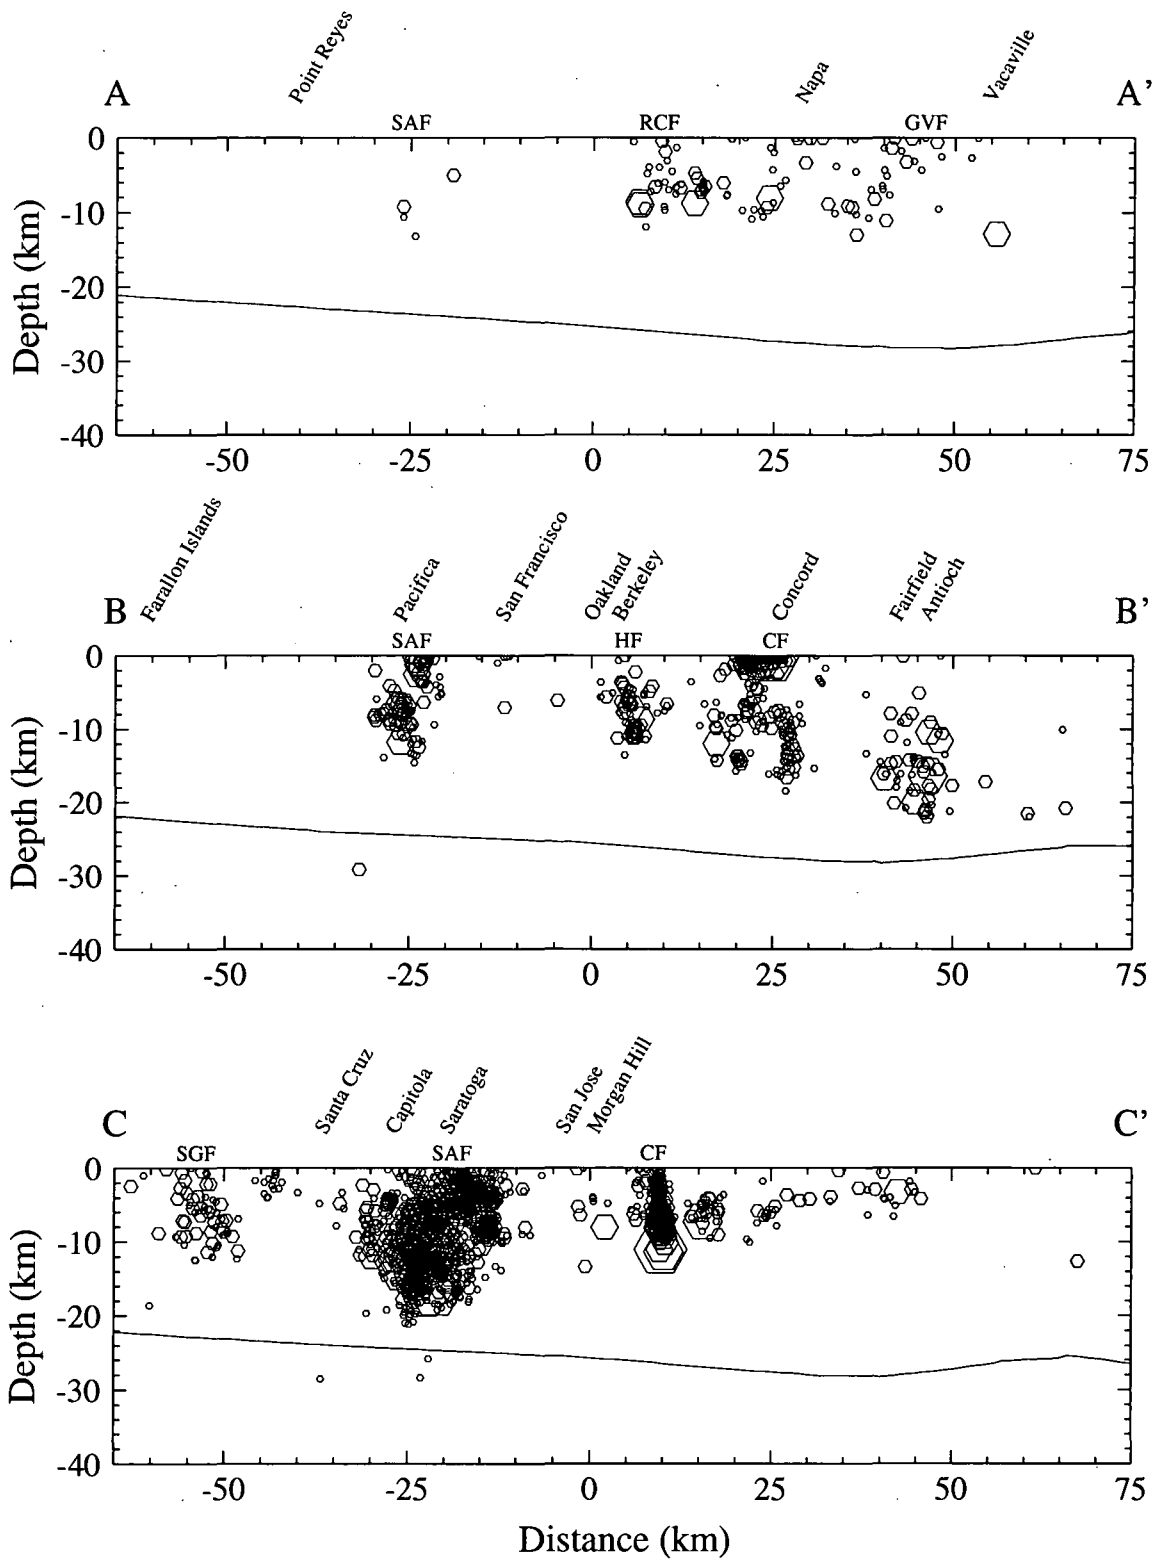 Point Reyes
Napa
Vacaville
A
A'
SAF
RCF
GVF
0
-10
-20
-30
-40
Depth (km)
-50
-25
0
25
50
75
Farallon Islands
Pacifica
San Francisco
Oakland
Berkeley
Concord
Fairfield
Antioch
B
B'
SAF
HF
CF
0
-10
-20
-30
-40
Depth (km)
-50
-25
0
25
50
75
Santa Cruz
Capitola
Saratoga
San Jose
Morgan Hill
C
C'
SGF
SAF
CF
0
-10
-20
-30
-40
Depth (km)
-50
-25
0
25
50
75
Distance (km)